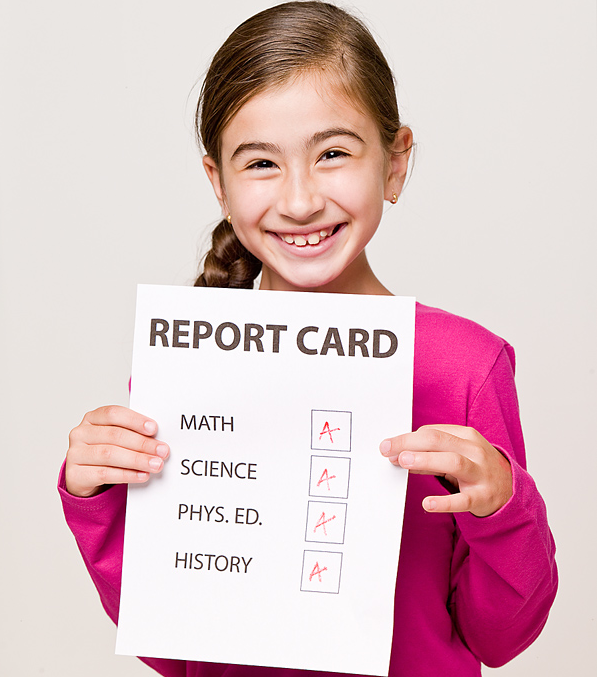 REPORT CARD
MATH A
SCIENCE A
PHYS. ED. A
HISTORY A